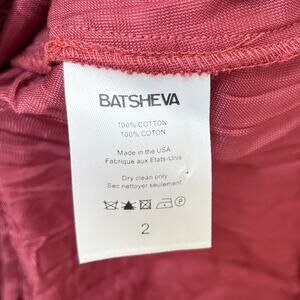 BATSHEVA
100% COTTON
100% COTON
Made in the USA
Fabrique aux Etats-Unis
Dry clean only
Sec nettoyer seulement
2